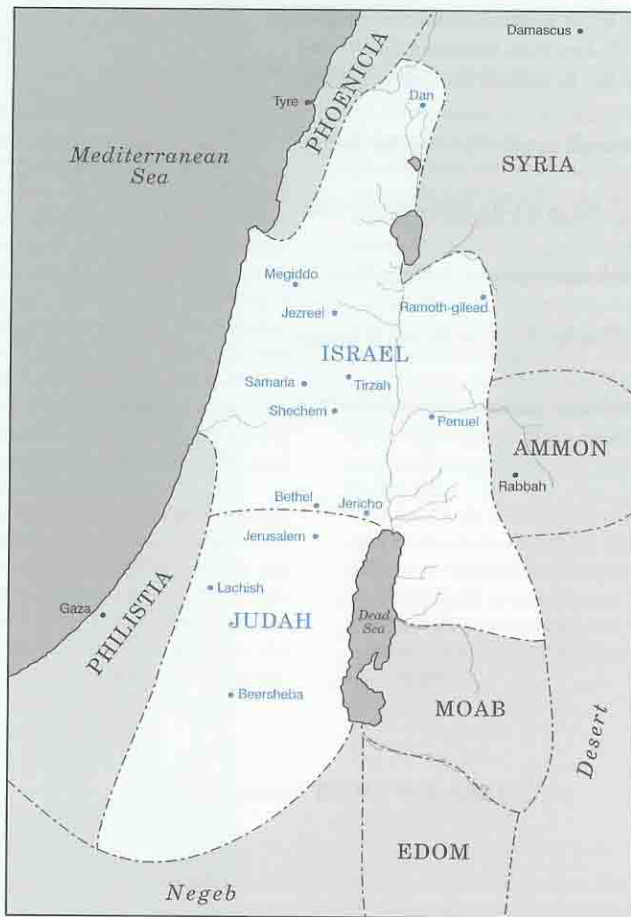 Damascus
PHOENICIA
Tyre
Dan
Mediterranean
Sea
SYRIA
Megiddo
Ramoth-gilead
Jezreel
ISRAEL
Samaria
Tirzah
Shechem
Penuel
AMMON
Rabbah
Bethel
Jericho
Jerusalem
Lachish
Gaza
PHILISTIA
JUDAH
Dead
Sea
Beersheba
MOAB
Desert
EDOM
Negeb